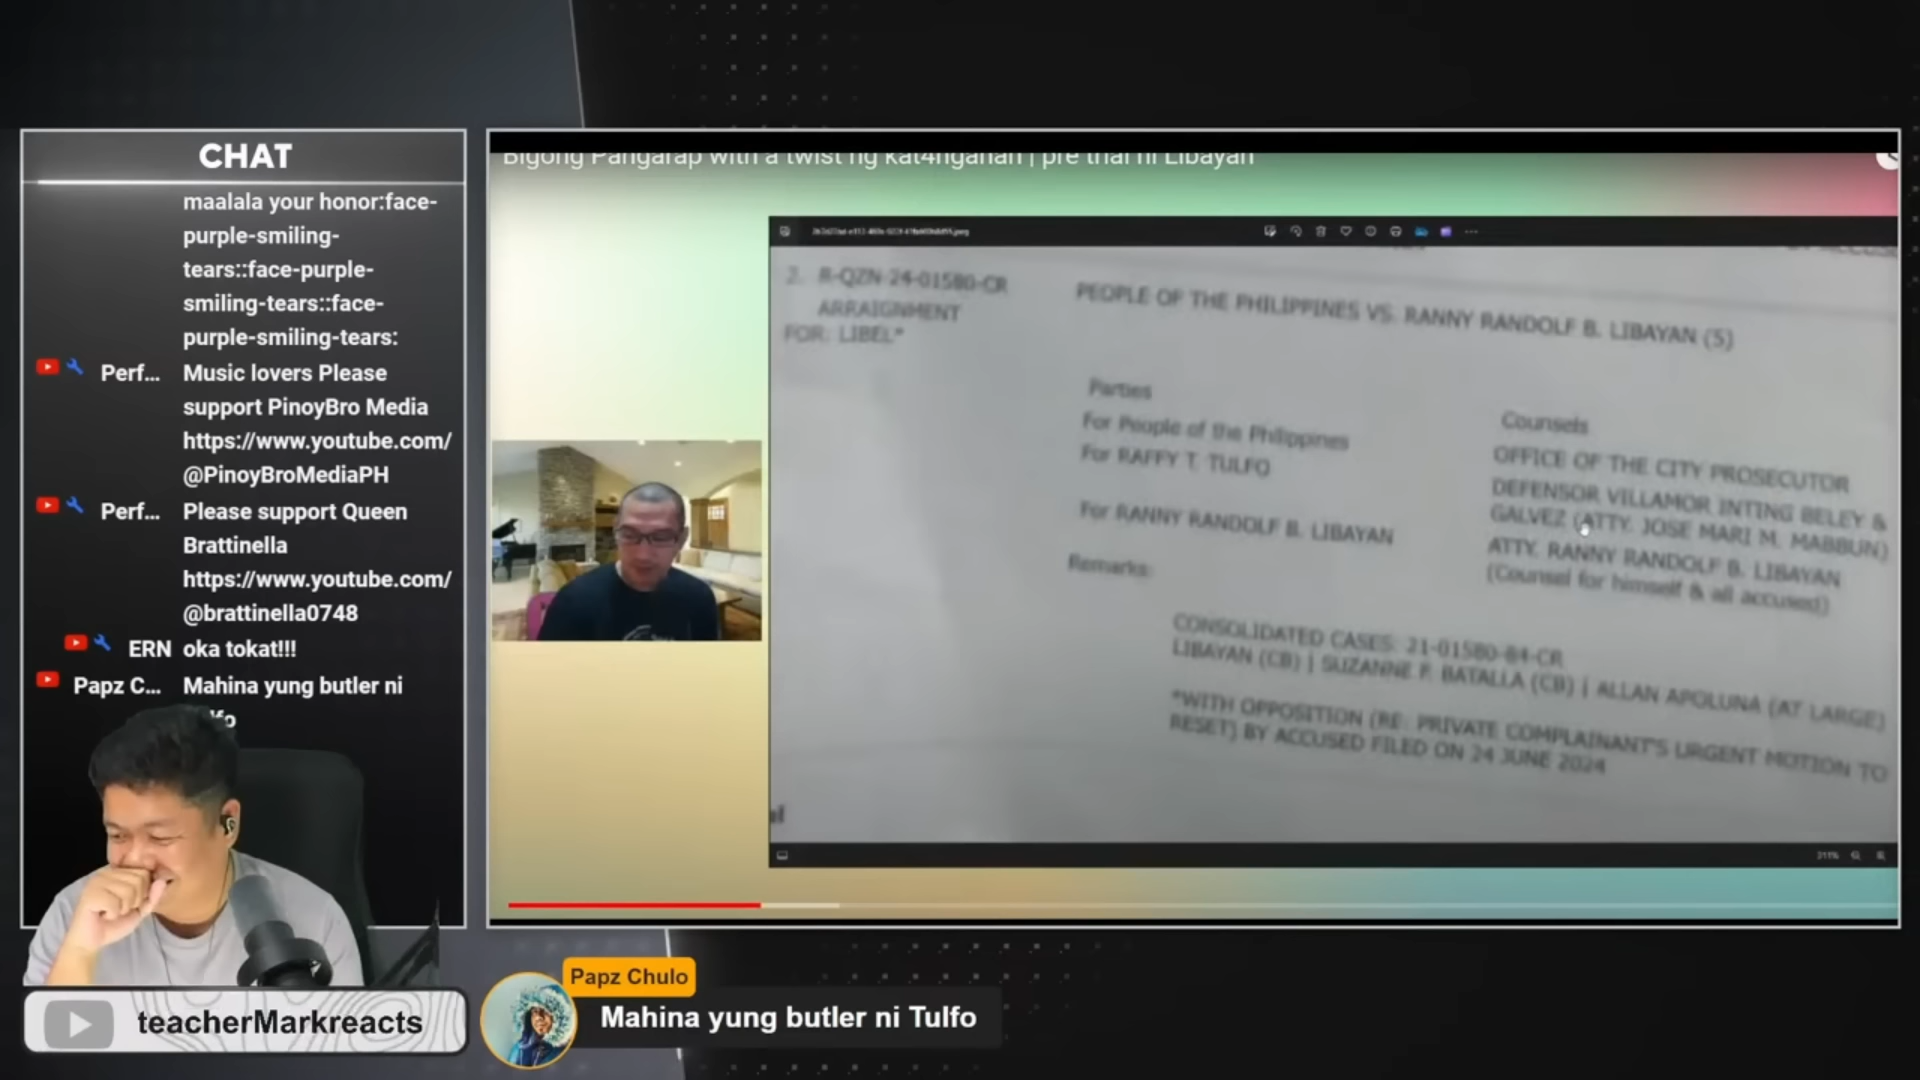 CHAT
maalala your honor:face-
purple-smiling-
tears::face-purple-
smiling-tears::face-
purple-smiling-tears:
Perf... Music lovers Please
support PinoyBro Media
https://www.youtube.com/
@PinoyBroMediaPH
Perf... Please support Queen
Brattinella
https://www.youtube.com/
@brattinella0748
ERN oka tokat!!!
Papz C... Mahina yung butler ni
Bigong Pangarap with a twist ng kat4ngahan | pre trial ni Libayan
2. R-QZN-24-01580-CR
ARRAIGNMENT
FOR: LIBEL*
PEOPLE OF THE PHILIPPINES VS. RANNY RANDOLF B. LIBAYAN (5)
Parties
For People of the Philippines
For RAFFY T. TULFO
For RANNY RANDOLF B. LIBAYAN
Counsels
OFFICE OF THE CITY PROSECUTOR
DEFENSOR VILLAMOR INTING BELEY &
GALVEZ (ATTY. JOSE MARI M. MABBUN)
ATTY. RANNY RANDOLF B. LIBAYAN
(Counsel for himself & all accused)
Remarks:
CONSOLIDATED CASES: 21-01580-84-CR
LIBAYAN (CB) | SUZANNE F. BATALLA (CB) | ALLAN APOLUNA (AT LARGE)
*WITH OPPOSITION (RE: PRIVATE COMPLAINANT'S URGENT MOTION TO
RESET) BY ACCUSED FILED ON 24 JUNE 2024
211%
teacherMarkreacts
Papz Chulo
Mahina yung butler ni Tulfo